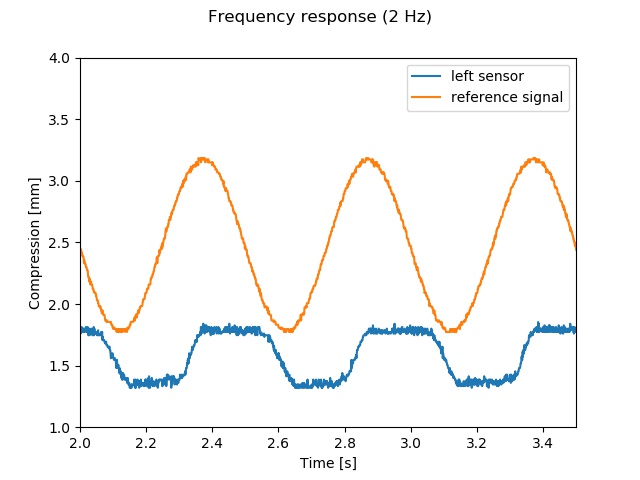 Frequency response (2 Hz)
left sensor
reference signal
4.0
3.5
3.0
2.5
2.0
1.5
1.0
Compression [mm]
2.0 2.2 2.4 2.6 2.8 3.0 3.2 3.4
Time [s]